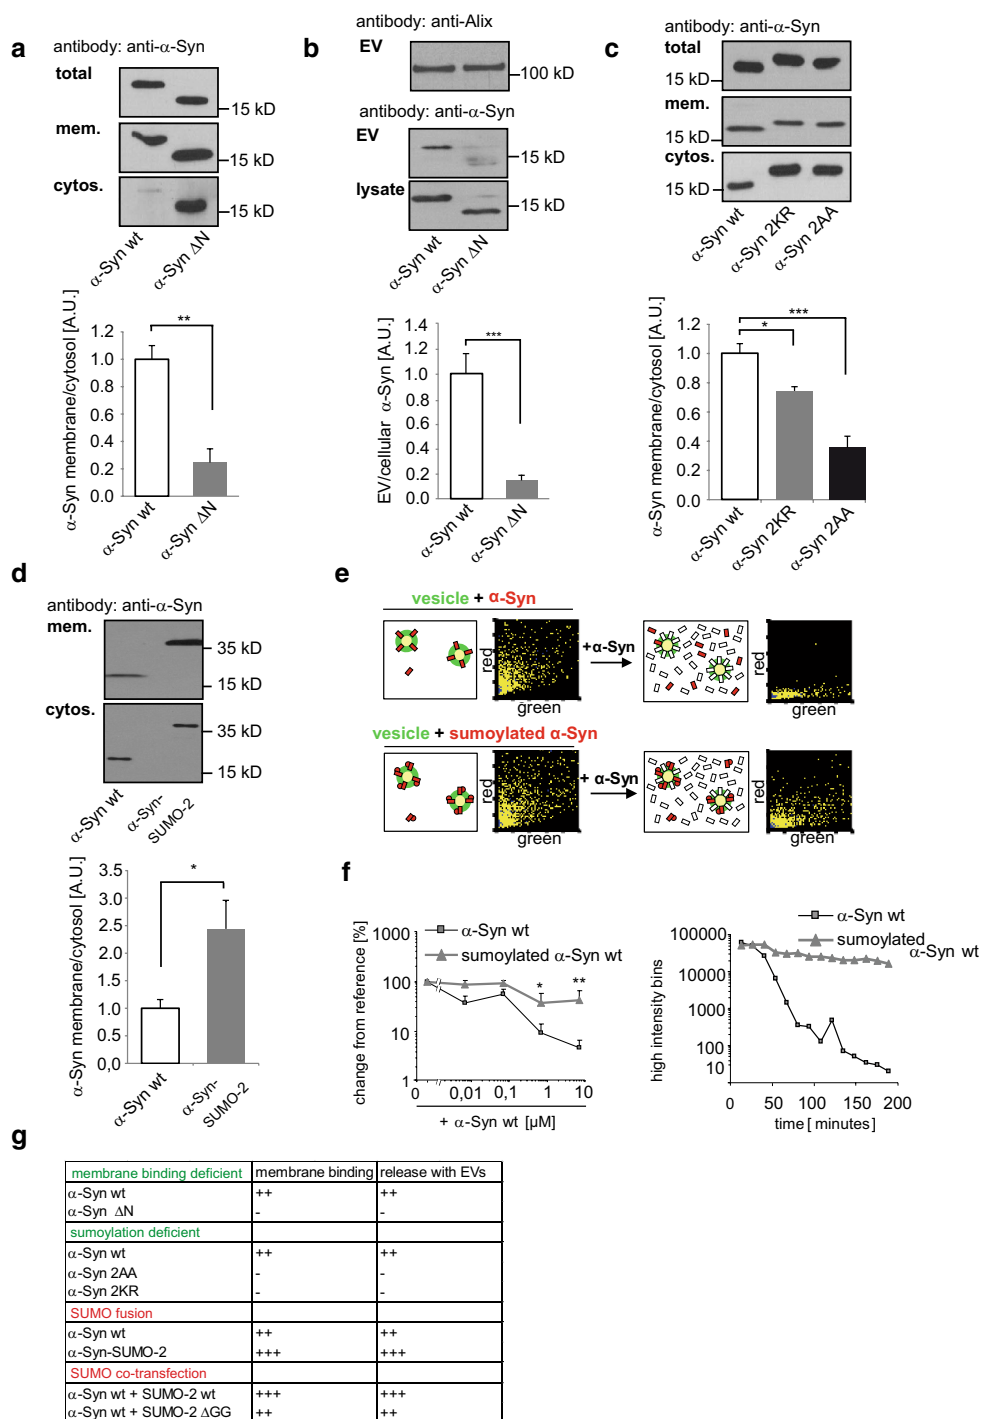 a
antibody: anti-α-Syn
total
15 kD
mem.
15 kD
cytos.
15 kD
α-Syn wt
α-Syn ΔN
α-Syn membrane/cytosol [A.U.]
1.2
1.0
0.8
0.6
0.4
0.2
0.0
**
α-Syn wt
α-Syn ΔN
b
antibody: anti-Alix
EV
100 kD
antibody: anti-α-Syn
EV
15 kD
lysate
15 kD
α-Syn wt
α-Syn ΔN
EV/cellular α-Syn [A.U.]
1.4
1.2
1.0
0.8
0.6
0.4
0.2
0.0
***
α-Syn wt
α-Syn ΔN
c
antibody: anti-α-Syn
total
15 kD
mem.
15 kD
cytos.
15 kD
α-Syn wt
α-Syn 2KR
α-Syn 2AA
α-Syn membrane/cytosol [A.U.]
1.2
1.0
0.8
0.6
0.4
0.2
0.0
***
*
α-Syn wt
α-Syn 2KR
α-Syn 2AA
d
antibody: anti-α-Syn
mem.
35 kD
15 kD
cytos.
35 kD
15 kD
α-Syn wt
α-Syn-
SUMO-2
α-Syn membrane/cytosol [A.U.]
3.5
3.0
2.5
2.0
1.5
1.0
0.5
0,0
*
α-Syn wt
α-Syn-
SUMO-2
e
vesicle + α-Syn
red
green
+α-Syn
red
green
vesicle + sumoylated α-Syn
red
green
+ α-Syn
red
green
f
change from reference [%]
1000
100
10
1
α-Syn wt
sumoylated α-Syn wt
*
**
0
0,01
0,1
1
10
+ α-Syn wt [µM]
high intensity bins
100000
10000
1000
100
10
α-Syn wt
sumoylated
α-Syn wt
0
50
100
150
200
time [ minutes]
g
membrane binding deficient membrane binding release with EVs
α-Syn wt ++ ++
α-Syn ΔN - -
sumoylation deficient
α-Syn wt ++ ++
α-Syn 2AA - -
α-Syn 2KR - -
SUMO fusion
α-Syn wt ++ ++
α-Syn-SUMO-2 +++ +++
SUMO co-transfection
α-Syn wt + SUMO-2 wt +++ +++
α-Syn wt + SUMO-2 ΔGG ++ ++